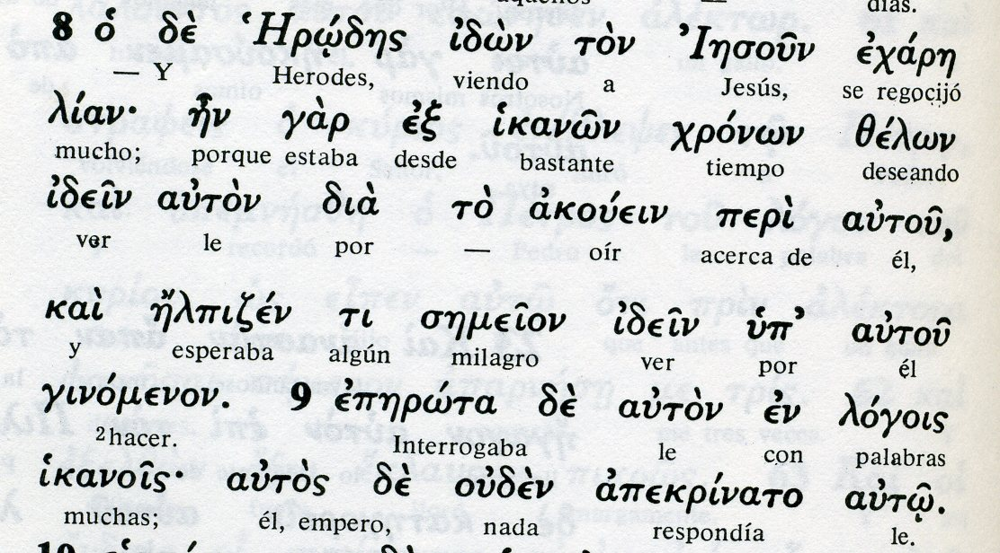 días.
8 ὁ δὲ Ἡρῴδης ἰδὼν τὸν Ἰησοῦν ἐχάρη
— Y Herodes, viendo a Jesús, se regocijó
λίαν· ἦν γὰρ ἐξ ἱκανῶν χρόνων θέλων
mucho; porque estaba desde bastante tiempo deseando
ἰδεῖν αὐτὸν διὰ τὸ ἀκούειν περὶ αὐτοῦ,
ver le por — oír acerca de él,
καὶ ἤλπιζέν τι σημεῖον ἰδεῖν ὑπ’ αὐτοῦ
y esperaba algún milagro ver por él
γινόμενον. 9 ἐπηρώτα δὲ αὐτὸν ἐν λόγοις
2hacer. Interrogaba le con palabras
ἱκανοῖς· αὐτὸς δὲ οὐδὲν ἀπεκρίνατο αὐτῷ.
muchas; él, empero, nada respondía le.
10